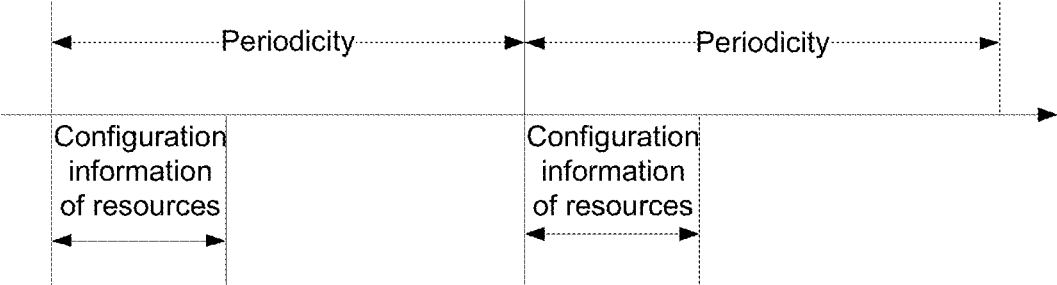 Periodicity
Periodicity
Configuration
information
of resources
Configuration
information
of resources